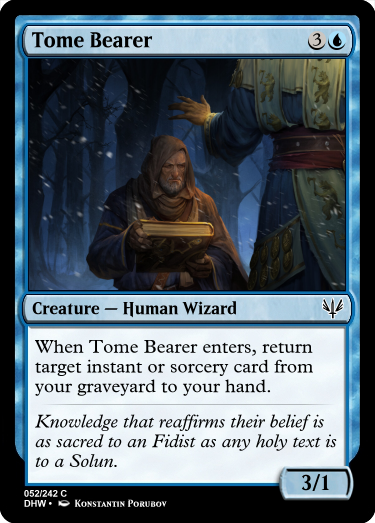 Tome Bearer 3
Creature — Human Wizard
When Tome Bearer enters, return
target instant or sorcery card from
your graveyard to your hand.
Knowledge that reaffirms their belief is
as sacred to an Fidist as any holy text is
to a Solun.
3/1
052/242 C
DHW • Konstantin Porubov